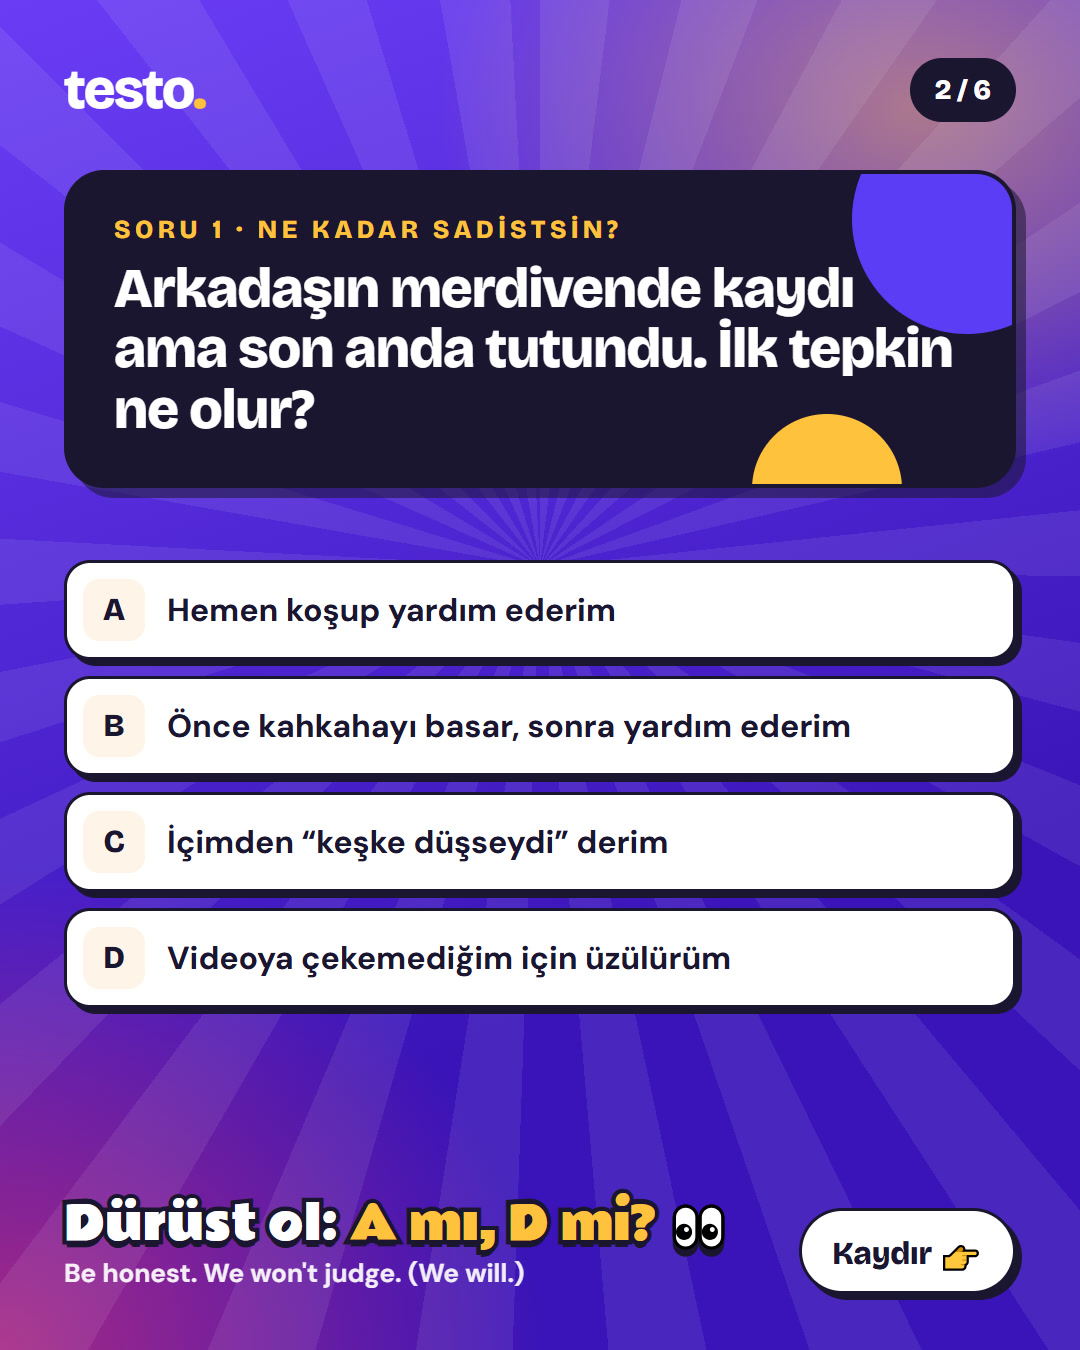 testo.
2 / 6
SORU 1 · NE KADAR SADİSTSİN?
Arkadaşın merdivende kaydı
ama son anda tutundu. İlk tepkin
ne olur?
A Hemen koşup yardım ederim
B Önce kahkahayı basar, sonra yardım ederim
C İçimden “keşke düşseydi” derim
D Videoya çekemediğim için üzülürüm
Dürüst ol: A mı, D mi? 👀
Be honest. We won't judge. (We will.)
Kaydır 👉